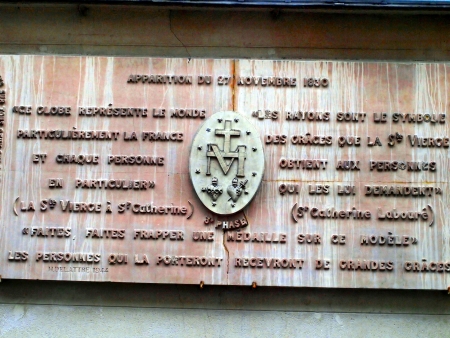 APPARITION DU 27 NOVEMBRE 1830
«CE GLOBE REPRÉSENTE LE MONDE
PARTICULIÈREMENT LA FRANCE
ET CHAQUE PERSONNE
EN PARTICULIER»
(LA STE VIERGE À STE CATHERINE)
«LES RAYONS SONT LE SYMBOLE
DES GRÂCES QUE LA STE VIERGE
OBTIENT AUX PERSONNES
QUI LES LUI DEMANDENT»
(STE CATHERINE LABOURÉ)
M
2e PHASE
«FAITES, FAITES FRAPPER UNE MÉDAILLE SUR CE MODÈLE»
LES PERSONNES QUI LA PORTERONT RECEVRONT DE GRANDES GRÂCES
1944